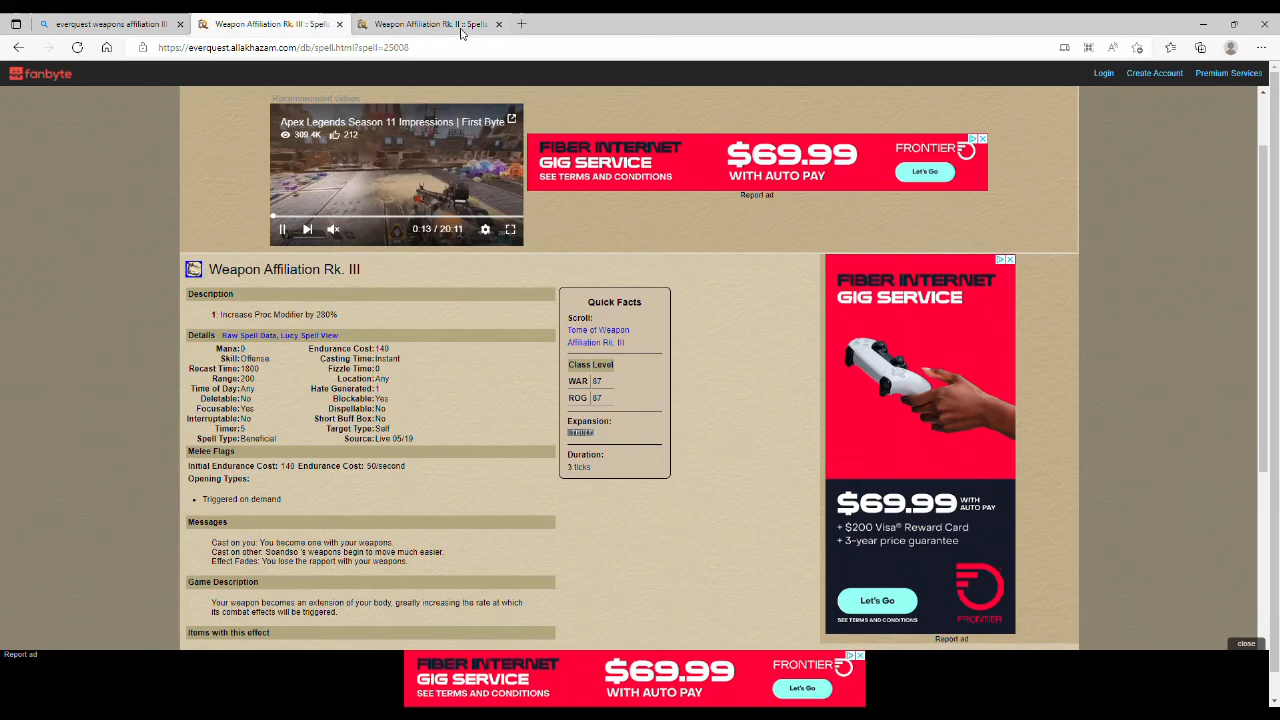 everquest weapons affiliation III
Weapon Affiliation Rk. III :: Spells
Weapon Affiliation Rk. II :: Spells
https://everquest.allakhazam.com/db/spell.html?spell=25008
fanbyte
Login Create Account Premium Services
Recommended videos
Apex Legends Season 11 Impressions | First Byte
309.4K 212
0:13 / 20:11
FIBER INTERNET
GIG SERVICE
SEE TERMS AND CONDITIONS
$69.99
WITH AUTO PAY
FRONTIER
Let's Go
Report ad
Weapon Affiliation Rk. III
Description
1: Increase Proc Modifier by 280%
Details Raw Spell Data, Lucy Spell View
Mana:0 Endurance Cost:140
Skill:Offense Casting Time:Instant
Recast Time:1800 Fizzle Time:0
Range:200 Location:Any
Time of Day:Any Hate Generated:1
Deletable:No Blockable:Yes
Focusable:Yes Dispellable:No
Interruptable:No Short Buff Box:No
Timer:5 Target Type:Self
Spell Type:Beneficial Source:Live 05/19
Melee Flags
Initial Endurance Cost: 140 Endurance Cost: 50/second
Opening Types:
Triggered on demand
Messages
Cast on you: You become one with your weapons.
Cast on other: Soandso 's weapons begin to move much easier.
Effect Fades: You lose the rapport with your weapons.
Game Description
Your weapon becomes an extension of your body, greatly increasing the rate at which
its combat effects will be triggered.
Items with this effect
Quick Facts
Scroll:
Tome of Weapon
Affiliation Rk. III
Class Level
WAR 87
ROG 87
Expansion:
Duration:
3 ticks
FIBER INTERNET
GIG SERVICE
$69.99 WITH
AUTO PAY
+ $200 Visa® Reward Card
+ 3-year price guarantee
Let's Go
SEE TERMS AND CONDITIONS
FRONTIER
Report ad
close
Report ad
FIBER INTERNET
GIG SERVICE
SEE TERMS AND CONDITIONS
$69.99
WITH AUTO PAY
FRONTIER
Let's Go